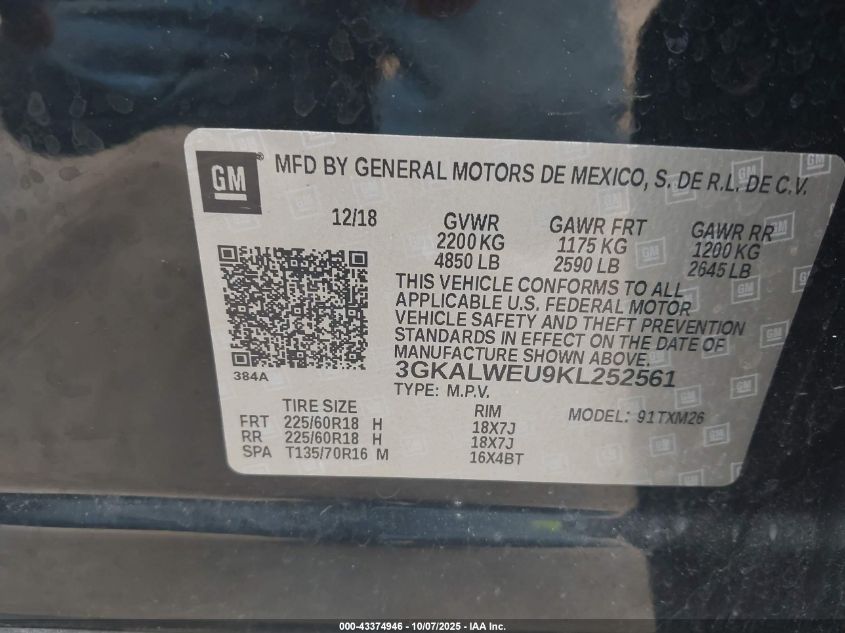 GM ® MFD BY GENERAL MOTORS DE MEXICO, S. DE R.L. DE C.V.
12/18 GVWR GAWR FRT GAWR RR
2200 KG 1175 KG 1200 KG
4850 LB 2590 LB 2645 LB
THIS VEHICLE CONFORMS TO ALL
APPLICABLE U.S. FEDERAL MOTOR
VEHICLE SAFETY AND THEFT PREVENTION
STANDARDS IN EFFECT ON THE DATE OF
MANUFACTURE SHOWN ABOVE.
384A
3GKALWEU9KL252561
TYPE: M.P.V.
TIRE SIZE RIM MODEL: 91TXM26
FRT 225/60R18 H 18X7J
RR 225/60R18 H 18X7J
SPA T135/70R16 M 16X4BT
000-43374946 - 10/07/2025 - IAA Inc.